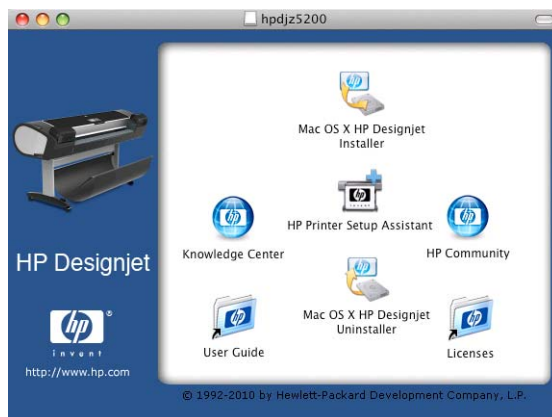 hpdjz5200
Mac OS X HP Designjet
Installer
HP Printer Setup Assistant
Knowledge Center
HP Community
HP Designjet
Mac OS X HP Designjet
Uninstaller
User Guide
Licenses
hp
invent
http://www.hp.com
© 1992-2010 by Hewlett-Packard Development Company, L.P.